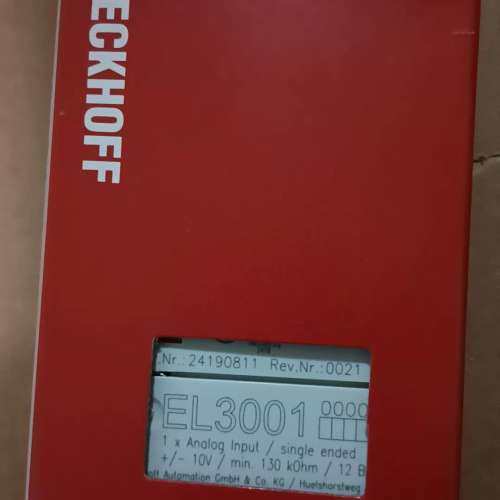 ECKHOFF
.Nr.:24190811 Rev.Nr.:0021
EL3001 0000
1 x Analog Input / single ended
+/- 10V / min. 130 kOhm / 12 B
off Automation GmbH & Co. KG / Huelshorstweg